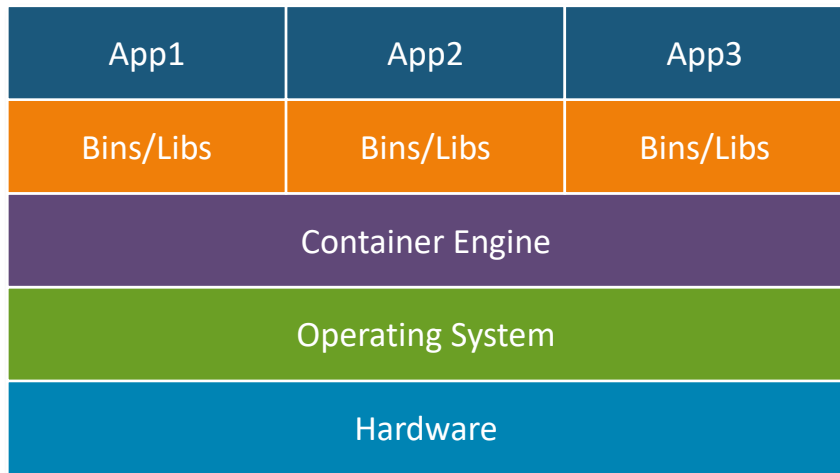 App1 App2 App3
Bins/Libs Bins/Libs Bins/Libs
Container Engine
Operating System
Hardware